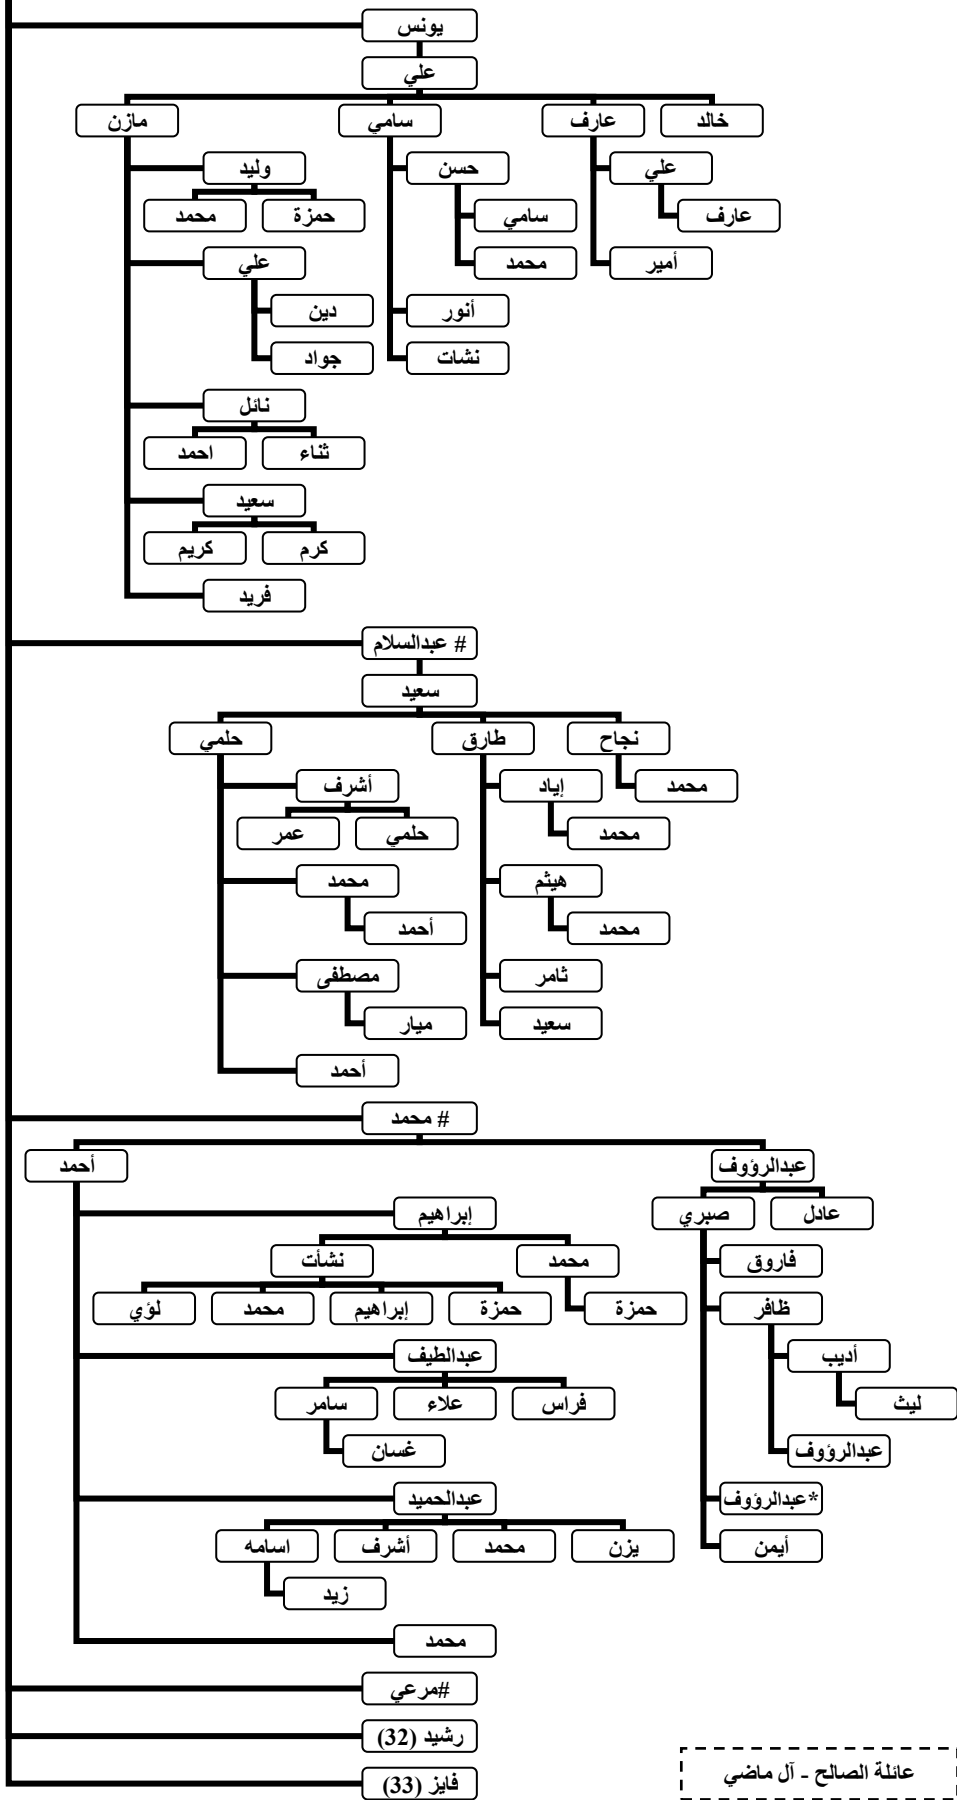 يونس
علي
خالد
عارف
سامي
مازن
علي
حسن
وليد
عارف
سامي
حمزة
محمد
أمير
محمد
علي
أنور
دين
نشات
جواد
نائل
ثناء
احمد
سعيد
كرم
كريم
فريد
# عبدالسلام
سعيد
نجاح
طارق
حلمي
محمد
إياد
أشرف
محمد
حلمي
عمر
هيثم
محمد
محمد
أحمد
ثامر
مصطفى
سعيد
ميار
أحمد
# محمد
عبدالرؤوف
أحمد
عادل
صبري
إبراهيم
فاروق
محمد
نشأت
ظافر
حمزة
حمزة
إبراهيم
محمد
لؤي
أديب
عبدالطيف
ليث
فراس
علاء
سامر
عبدالرؤوف
غسان
*عبدالرؤوف
عبدالحميد
أيمن
يزن
محمد
أشرف
اسامه
زيد
محمد
#مرعي
رشيد (32)
فايز (33)
عائلة الصالح - آل ماضي